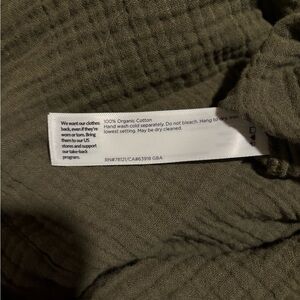 We want our clothes
back, even if they're
worn or torn. Bring
them to our US
stores and support
our take-back
program.
100% Organic Cotton
Hand wash cold separately. Do not bleach. Hang to dry. Iron
lowest setting. May be dry cleaned.
RN#78121/CA#63918 GBA